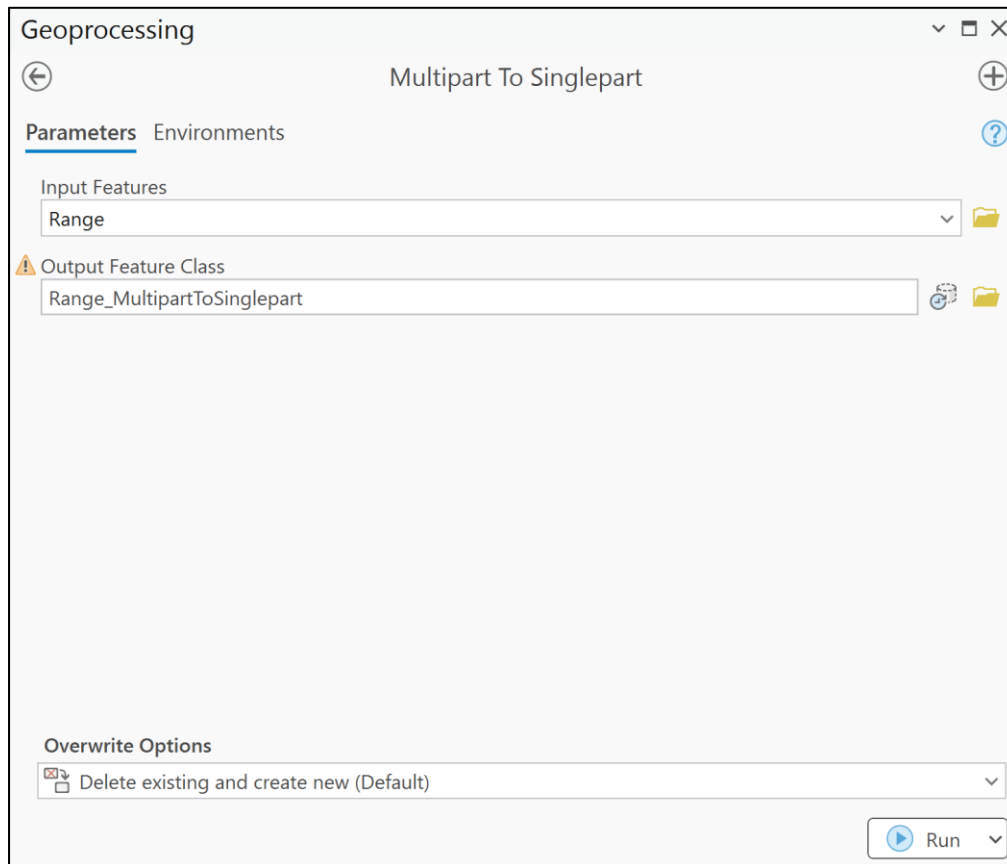 Geoprocessing
Multipart To Singlepart
Parameters Environments
Input Features
Range
Output Feature Class
Range_MultipartToSinglepart
Overwrite Options
Delete existing and create new (Default)
Run